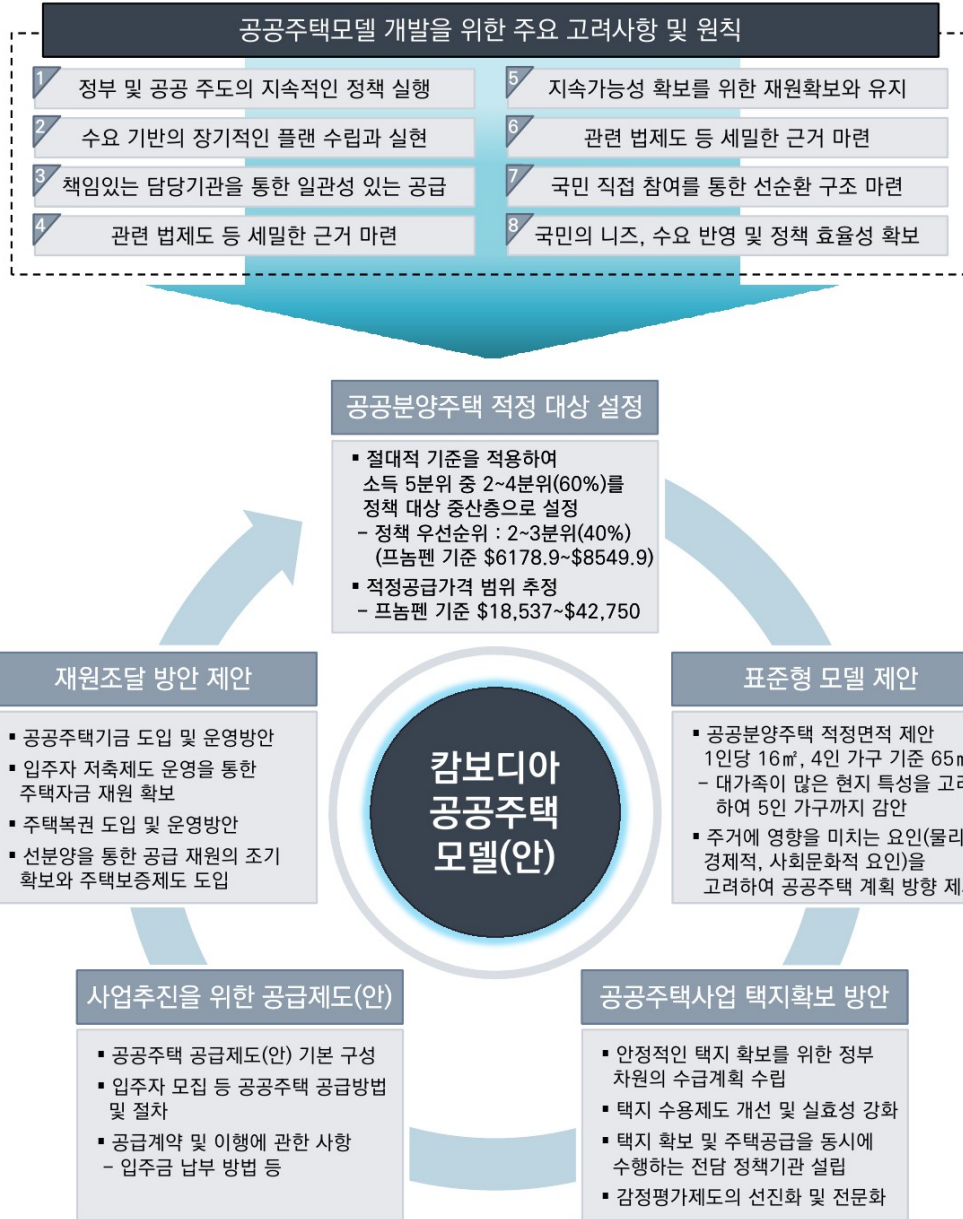 공공주택모델 개발을 위한 주요 고려사항 및 원칙
1 정부 및 공공 주도의 지속적인 정책 실행
2 수요 기반의 장기적인 플랜 수립과 실현
3 책임있는 담당기관을 통한 일관성 있는 공급
4 관련 법제도 등 세밀한 근거 마련
5 지속가능성 확보를 위한 재원확보와 유지
6 관련 법제도 등 세밀한 근거 마련
7 국민 직접 참여를 통한 선순환 구조 마련
8 국민의 니즈, 수요 반영 및 정책 효율성 확보
공공분양주택 적정 대상 설정
▪ 절대적 기준을 적용하여
소득 5분위 중 2~4분위(60%)를
정책 대상 중산층으로 설정
– 정책 우선순위 : 2~3분위(40%)
(프놈펜 기준 $6178.9~$8549.9)
▪ 적정공급가격 범위 추정
– 프놈펜 기준 $18,537~$42,750
재원조달 방안 제안
▪ 공공주택기금 도입 및 운영방안
▪ 입주자 저축제도 운영을 통한
주택자금 재원 확보
▪ 주택복권 도입 및 운영방안
▪ 선분양을 통한 공급 재원의 조기
확보와 주택보증제도 도입
캄보디아
공공주택
모델(안)
표준형 모델 제안
▪ 공공분양주택 적정면적 제안
1인당 16㎡, 4인 가구 기준
– 대가족이 많은 현지 특성을
하여 5인 가구까지 감안
▪ 주거에 영향을 미치는
경제적, 사회문화적 요인)을
고려하여 공공주택 계획 방향
사업추진을 위한 공급제도(안)
▪ 공공주택 공급제도(안) 기본 구성
▪ 입주자 모집 등 공공주택 공급방법
및 절차
▪ 공급계약 및 이행에 관한 사항
– 입주금 납부 방법 등
공공주택사업 택지확보 방안
▪ 안정적인 택지 확보를 위한 정부
차원의 수급계획 수립
▪ 택지 수용제도 개선 및 실효성 강화
▪ 택지 확보 및 주택공급을 동시에
수행하는 전담 정책기관 설립
▪ 감정평가제도의 선진화 및 전문화